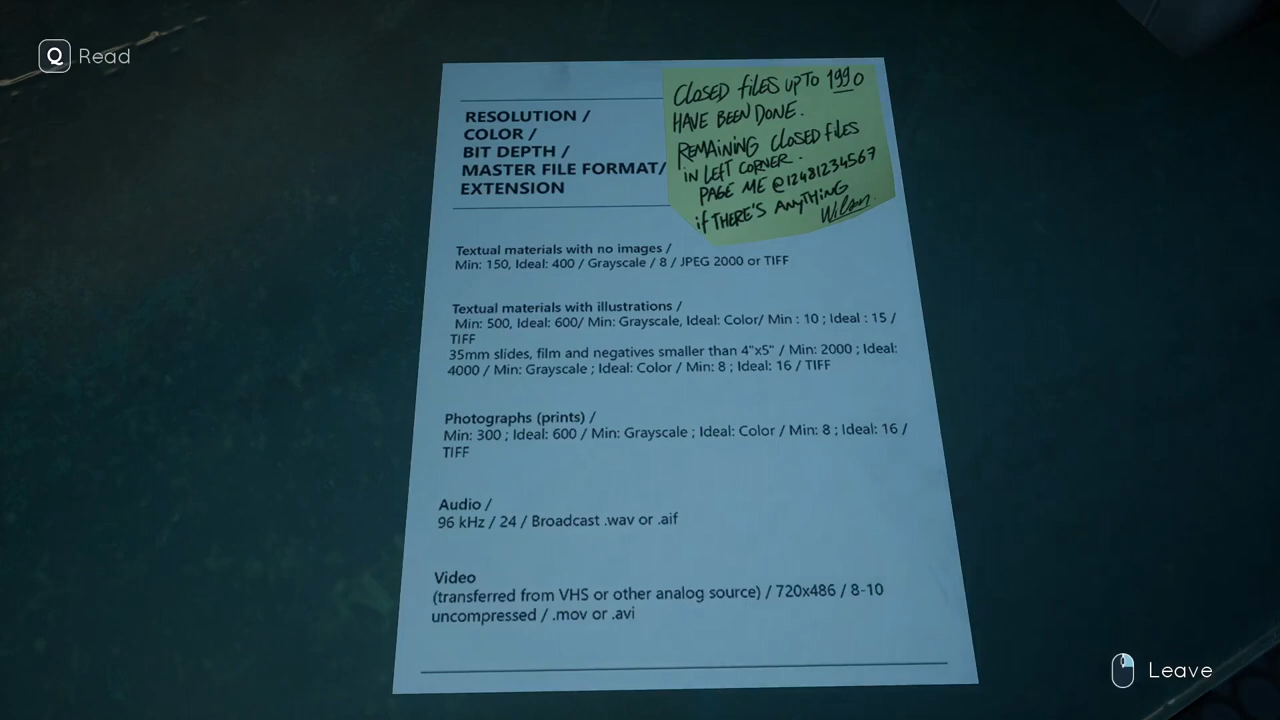 Q Read
RESOLUTION /
COLOR /
BIT DEPTH /
MASTER FILE FORMAT/
EXTENSION
CLOSED FILES UP TO 1990
HAVE BEEN DONE.
REMAINING CLOSED FILES
IN LEFT CORNER.
PAGE ME @12481234567
if THERE'S ANYTHING
Wilson.
Textual materials with no images /
Min: 150, Ideal: 400 / Grayscale / 8 / JPEG 2000 or TIFF
Textual materials with illustrations /
Min: 500, Ideal: 600/ Min: Grayscale, Ideal: Color/ Min : 10 ; Ideal : 15 /
TIFF
35mm slides, film and negatives smaller than 4"x5" / Min: 2000 ; Ideal:
4000 / Min: Grayscale ; Ideal: Color / Min: 8 ; Ideal: 16 / TIFF
Photographs (prints) /
Min: 300 ; Ideal: 600 / Min: Grayscale ; Ideal: Color / Min: 8 ; Ideal: 16 /
TIFF
Audio /
96 kHz / 24 / Broadcast .wav or .aif
Video
(transferred from VHS or other analog source) / 720x486 / 8-10
uncompressed / .mov or .avi
Leave